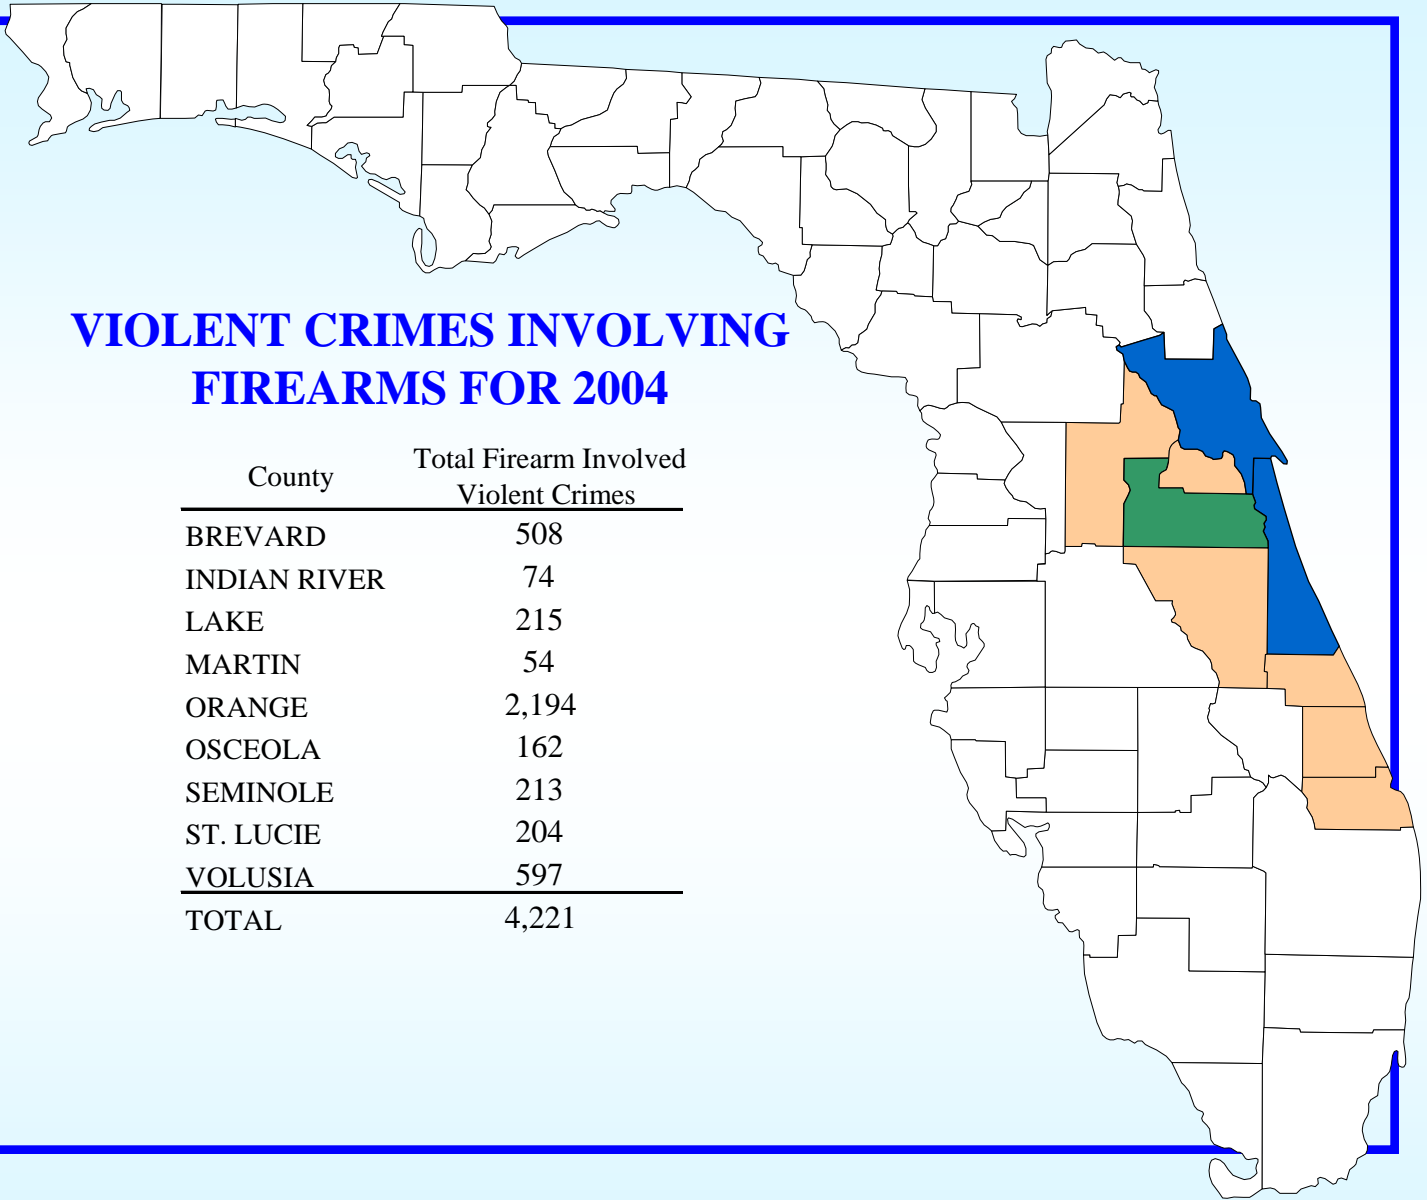 VIOLENT CRIMES INVOLVING
FIREARMS FOR 2004
County Total Firearm Involved
Violent Crimes
BREVARD 508
INDIAN RIVER 74
LAKE 215
MARTIN 54
ORANGE 2,194
OSCEOLA 162
SEMINOLE 213
ST. LUCIE 204
VOLUSIA 597
TOTAL 4,221